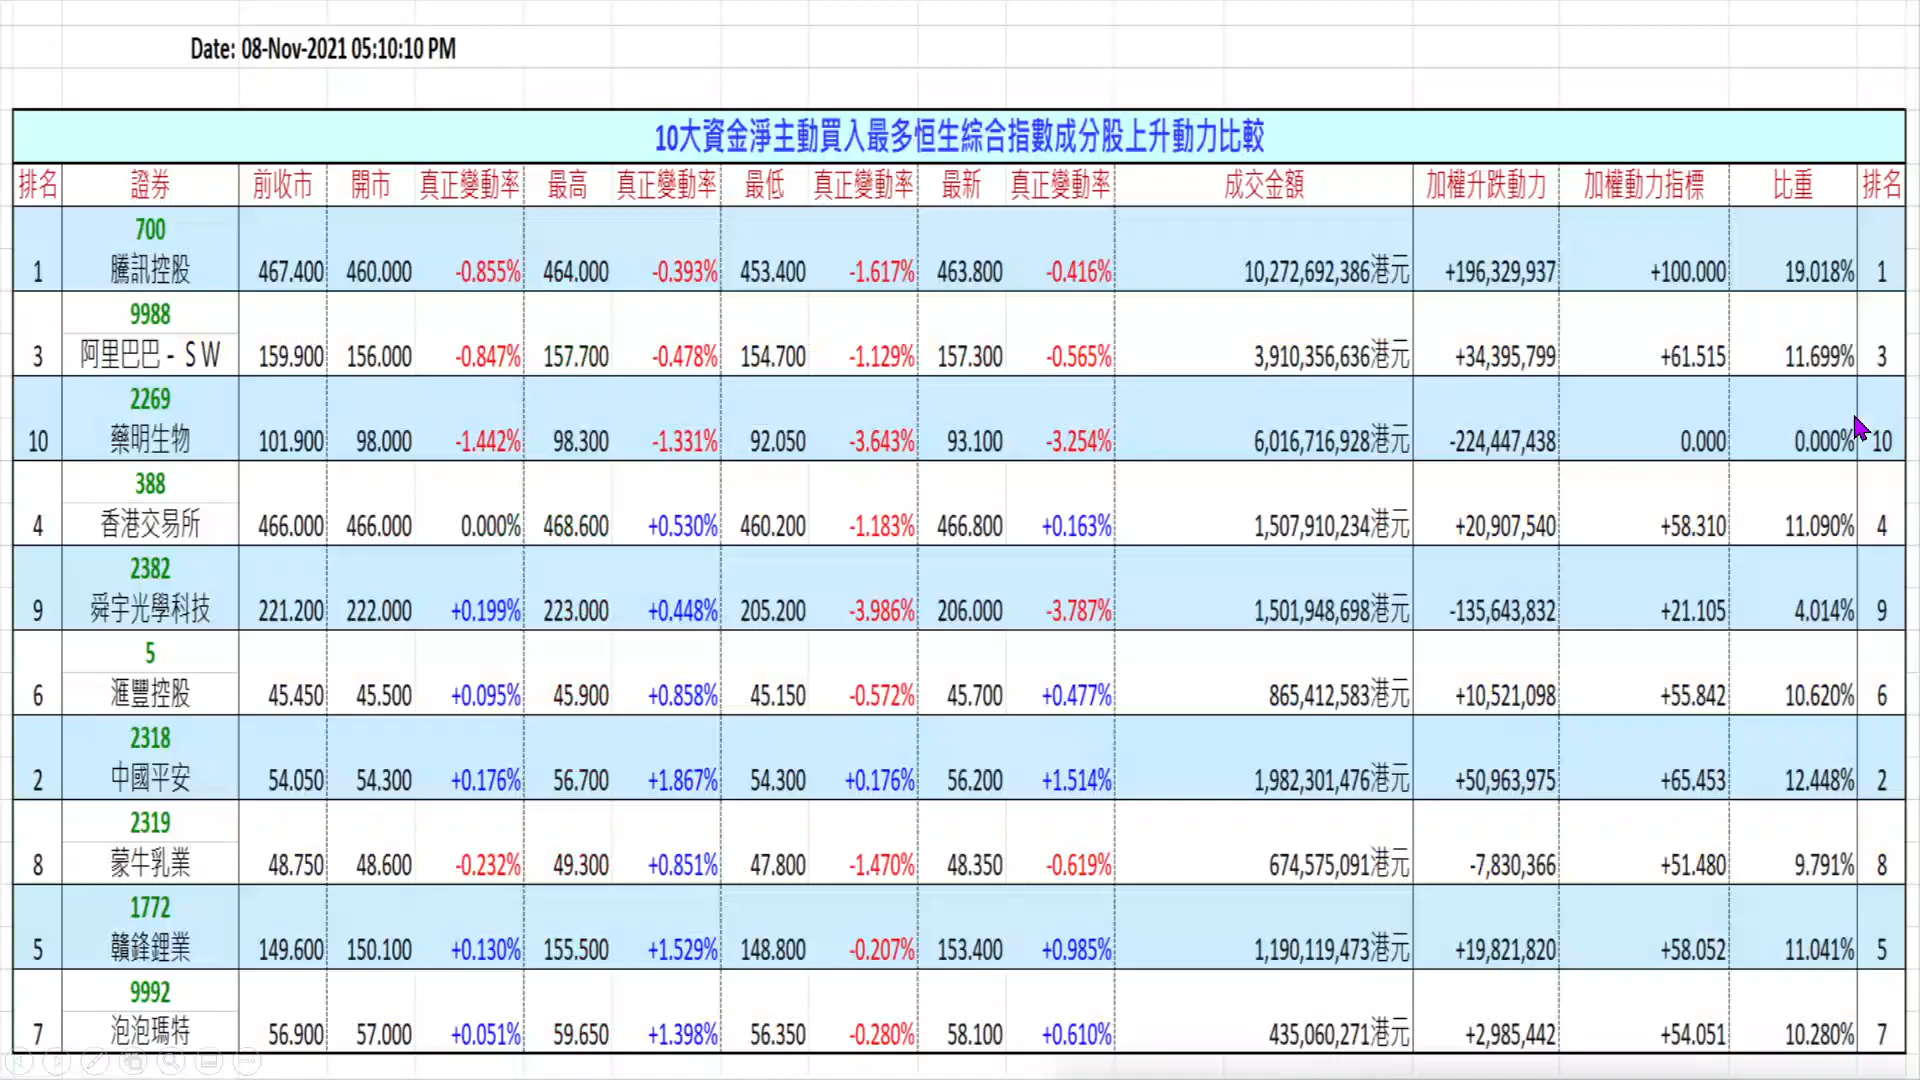 Date: 08-Nov-2021 05:10:10 PM
10大資金淨主動買入最多恒生綜合指數成分股上升動力比較
排名 證券 前收市 開市 真正變動率 最高 真正變動率 最低 真正變動率 最新 真正變動率 成交金額 加權升跌動力 加權動力指標 比重 排名
700
1 騰訊控股 467.400 460.000 -0.855% 464.000 -0.393% 453.400 -1.617% 463.800 -0.416% 10,272,692,386港元 +196,329,937 +100.000 19.018% 1
9988
3 阿里巴巴－ＳＷ 159.900 156.000 -0.847% 157.700 -0.478% 154.700 -1.129% 157.300 -0.565% 3,910,356,636港元 +34,395,799 +61.515 11.699% 3
2269
10 藥明生物 101.900 98.000 -1.442% 98.300 -1.331% 92.050 -3.643% 93.100 -3.254% 6,016,716,928港元 -224,447,438 0.000 0.000% 10
388
4 香港交易所 466.000 466.000 0.000% 468.600 +0.530% 460.200 -1.183% 466.800 +0.163% 1,507,910,234港元 +20,907,540 +58.310 11.090% 4
2382
9 舜宇光學科技 221.200 222.000 +0.199% 223.000 +0.448% 205.200 -3.986% 206.000 -3.787% 1,501,948,698港元 -135,643,832 +21.105 4.014% 9
5
6 滙豐控股 45.450 45.500 +0.095% 45.900 +0.858% 45.150 -0.572% 45.700 +0.477% 865,412,583港元 +10,521,098 +55.842 10.620% 6
2318
2 中國平安 54.050 54.300 +0.176% 56.700 +1.867% 54.300 +0.176% 56.200 +1.514% 1,982,301,476港元 +50,963,975 +65.453 12.448% 2
2319
8 蒙牛乳業 48.750 48.600 -0.232% 49.300 +0.851% 47.800 -1.470% 48.350 -0.619% 674,575,091港元 -7,830,366 +51.480 9.791% 8
1772
5 贛鋒鋰業 149.600 150.100 +0.130% 155.500 +1.529% 148.800 -0.207% 153.400 +0.985% 1,190,119,473港元 +19,821,820 +58.052 11.041% 5
9992
7 泡泡瑪特 56.900 57.000 +0.051% 59.650 +1.398% 56.350 -0.280% 58.100 +0.610% 435,060,271港元 +2,985,442 +54.051 10.280% 7